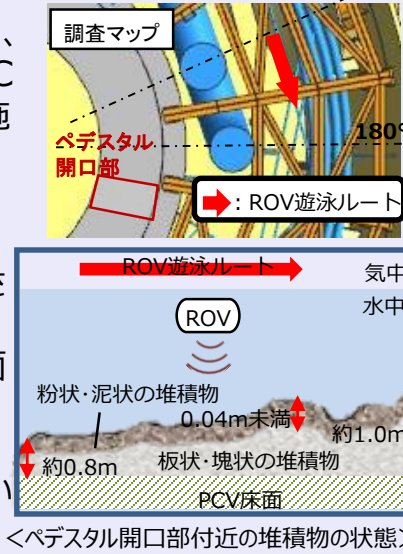 、
C
施
調査マップ
180°
ペデスタル
開口部
：ROV遊泳ルート
ROV遊泳ルート
気中
水中
ROV
粉状・泥状の堆積物
0.04m未満
約1.0m
約0.8m
板状・塊状の堆積物
い
PCV床面
＜ペデスタル開口部付近の堆積物の状態＞